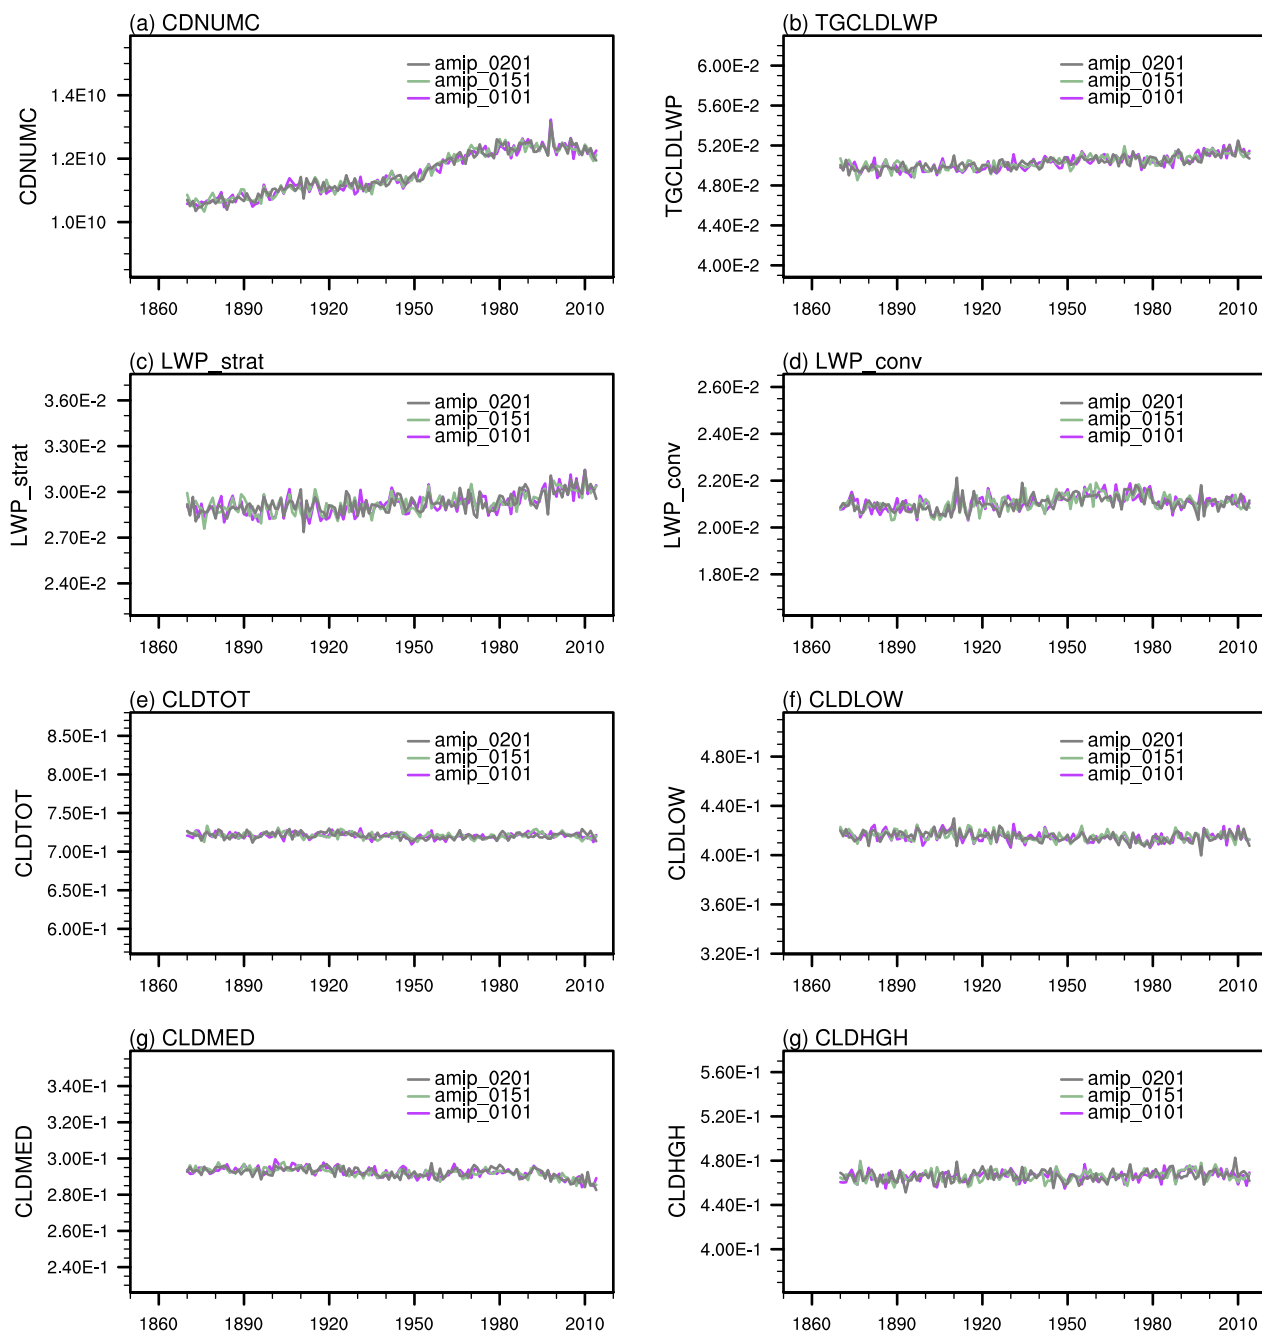 (a) CDNUMC
amip_0201
amip_0151
amip_0101
CDNUMC
1.4E10
1.2E10
1.0E10
1860 1890 1920 1950 1980 2010
(b) TGCLDLWP
amip_0201
amip_0151
amip_0101
TGCLDLWP
6.00E-2
5.60E-2
5.20E-2
4.80E-2
4.40E-2
4.00E-2
1860 1890 1920 1950 1980 2010
(c) LWP_strat
amip_0201
amip_0151
amip_0101
LWP_strat
3.60E-2
3.30E-2
3.00E-2
2.70E-2
2.40E-2
1860 1890 1920 1950 1980 2010
(d) LWP_conv
amip_0201
amip_0151
amip_0101
LWP_conv
2.60E-2
2.40E-2
2.20E-2
2.00E-2
1.80E-2
1860 1890 1920 1950 1980 2010
(e) CLDTOT
amip_0201
amip_0151
amip_0101
CLDTOT
8.50E-1
8.00E-1
7.50E-1
7.00E-1
6.50E-1
6.00E-1
1860 1890 1920 1950 1980 2010
(f) CLDLOW
amip_0201
amip_0151
amip_0101
CLDLOW
4.80E-1
4.40E-1
4.00E-1
3.60E-1
3.20E-1
1860 1890 1920 1950 1980 2010
(g) CLDMED
amip_0201
amip_0151
amip_0101
CLDMED
3.40E-1
3.20E-1
3.00E-1
2.80E-1
2.60E-1
2.40E-1
1860 1890 1920 1950 1980 2010
(g) CLDHGH
amip_0201
amip_0151
amip_0101
CLDHGH
5.60E-1
5.20E-1
4.80E-1
4.40E-1
4.00E-1
1860 1890 1920 1950 1980 2010